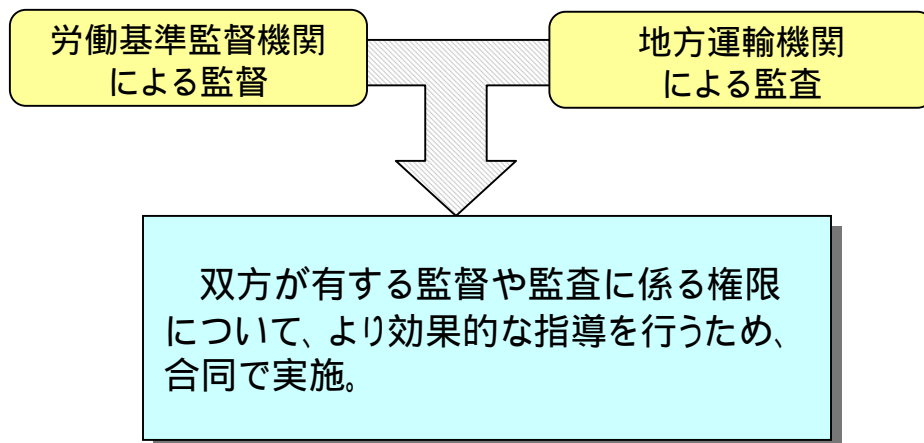 労働基準監督機関
による監督
地方運輸機関
による監査
双方が有する監督や監査に係る権限
について、より効果的な指導を行うため、
合同で実施。